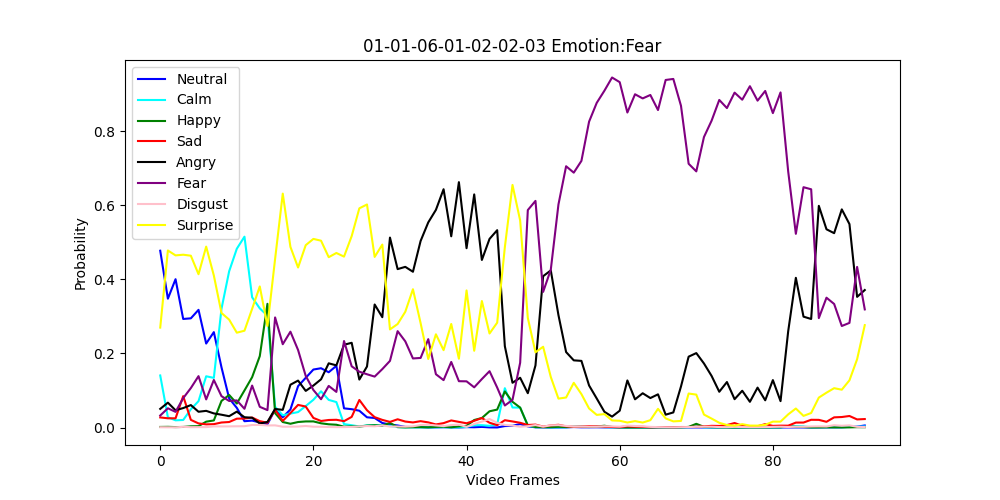 01-01-06-01-02-02-03 Emotion:Fear
Neutral
Calm
Happy
Sad
Angry
Fear
Disgust
Surprise
Probability
0.8
0.6
0.4
0.2
0.0
0 20 40 60 80
Video Frames